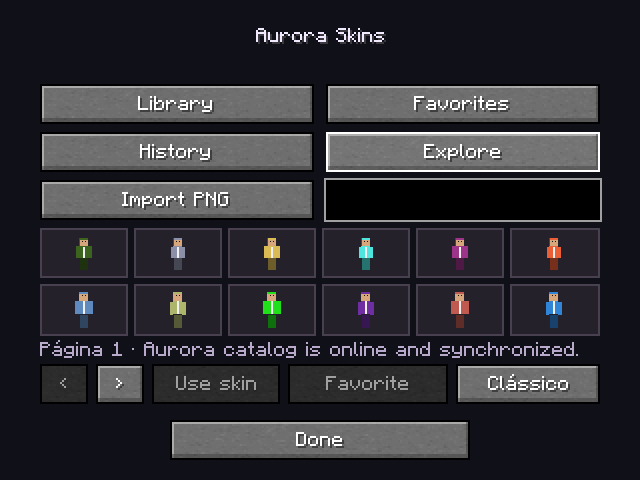 Aurora Skins
Library
Favorites
History
Explore
Import PNG
Página 1 · Aurora catalog is online and synchronized.
<
>
Use skin
Favorite
Clássico
Done